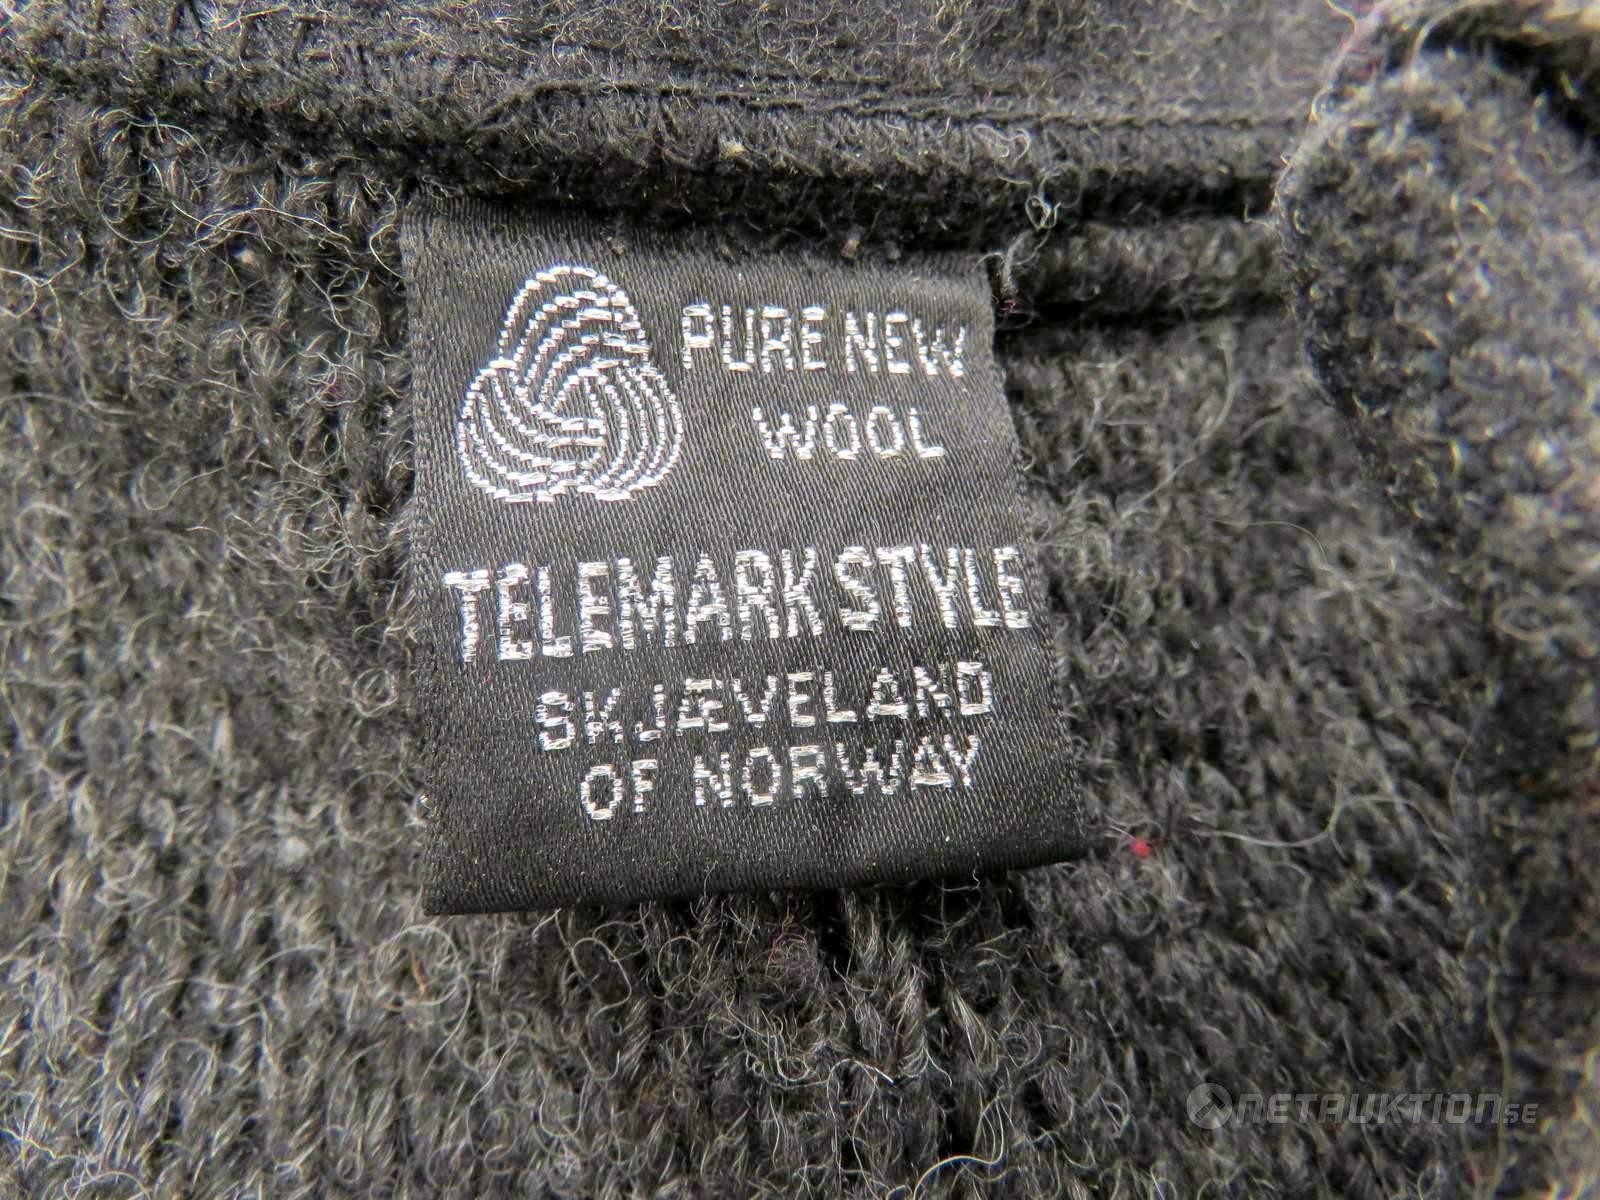 PURE NEW
WOOL
TELEMARK STYLE
SKJÆVELAND
OF NORWAY
NETAUKTION.SE